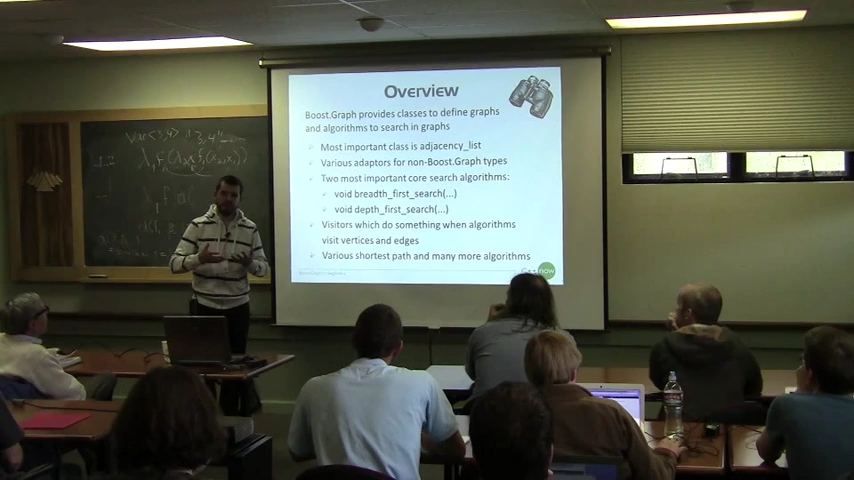 Overview
Boost.Graph provides classes to define graphs
and algorithms to search in graphs
Most important class is adjacency_list
Various adaptors for non-Boost.Graph types
Two most important core search algorithms:
void breadth_first_search(...)
void depth_first_search(...)
Visitors which do something when algorithms
visit vertices and edges
Various shortest path and many more algorithms